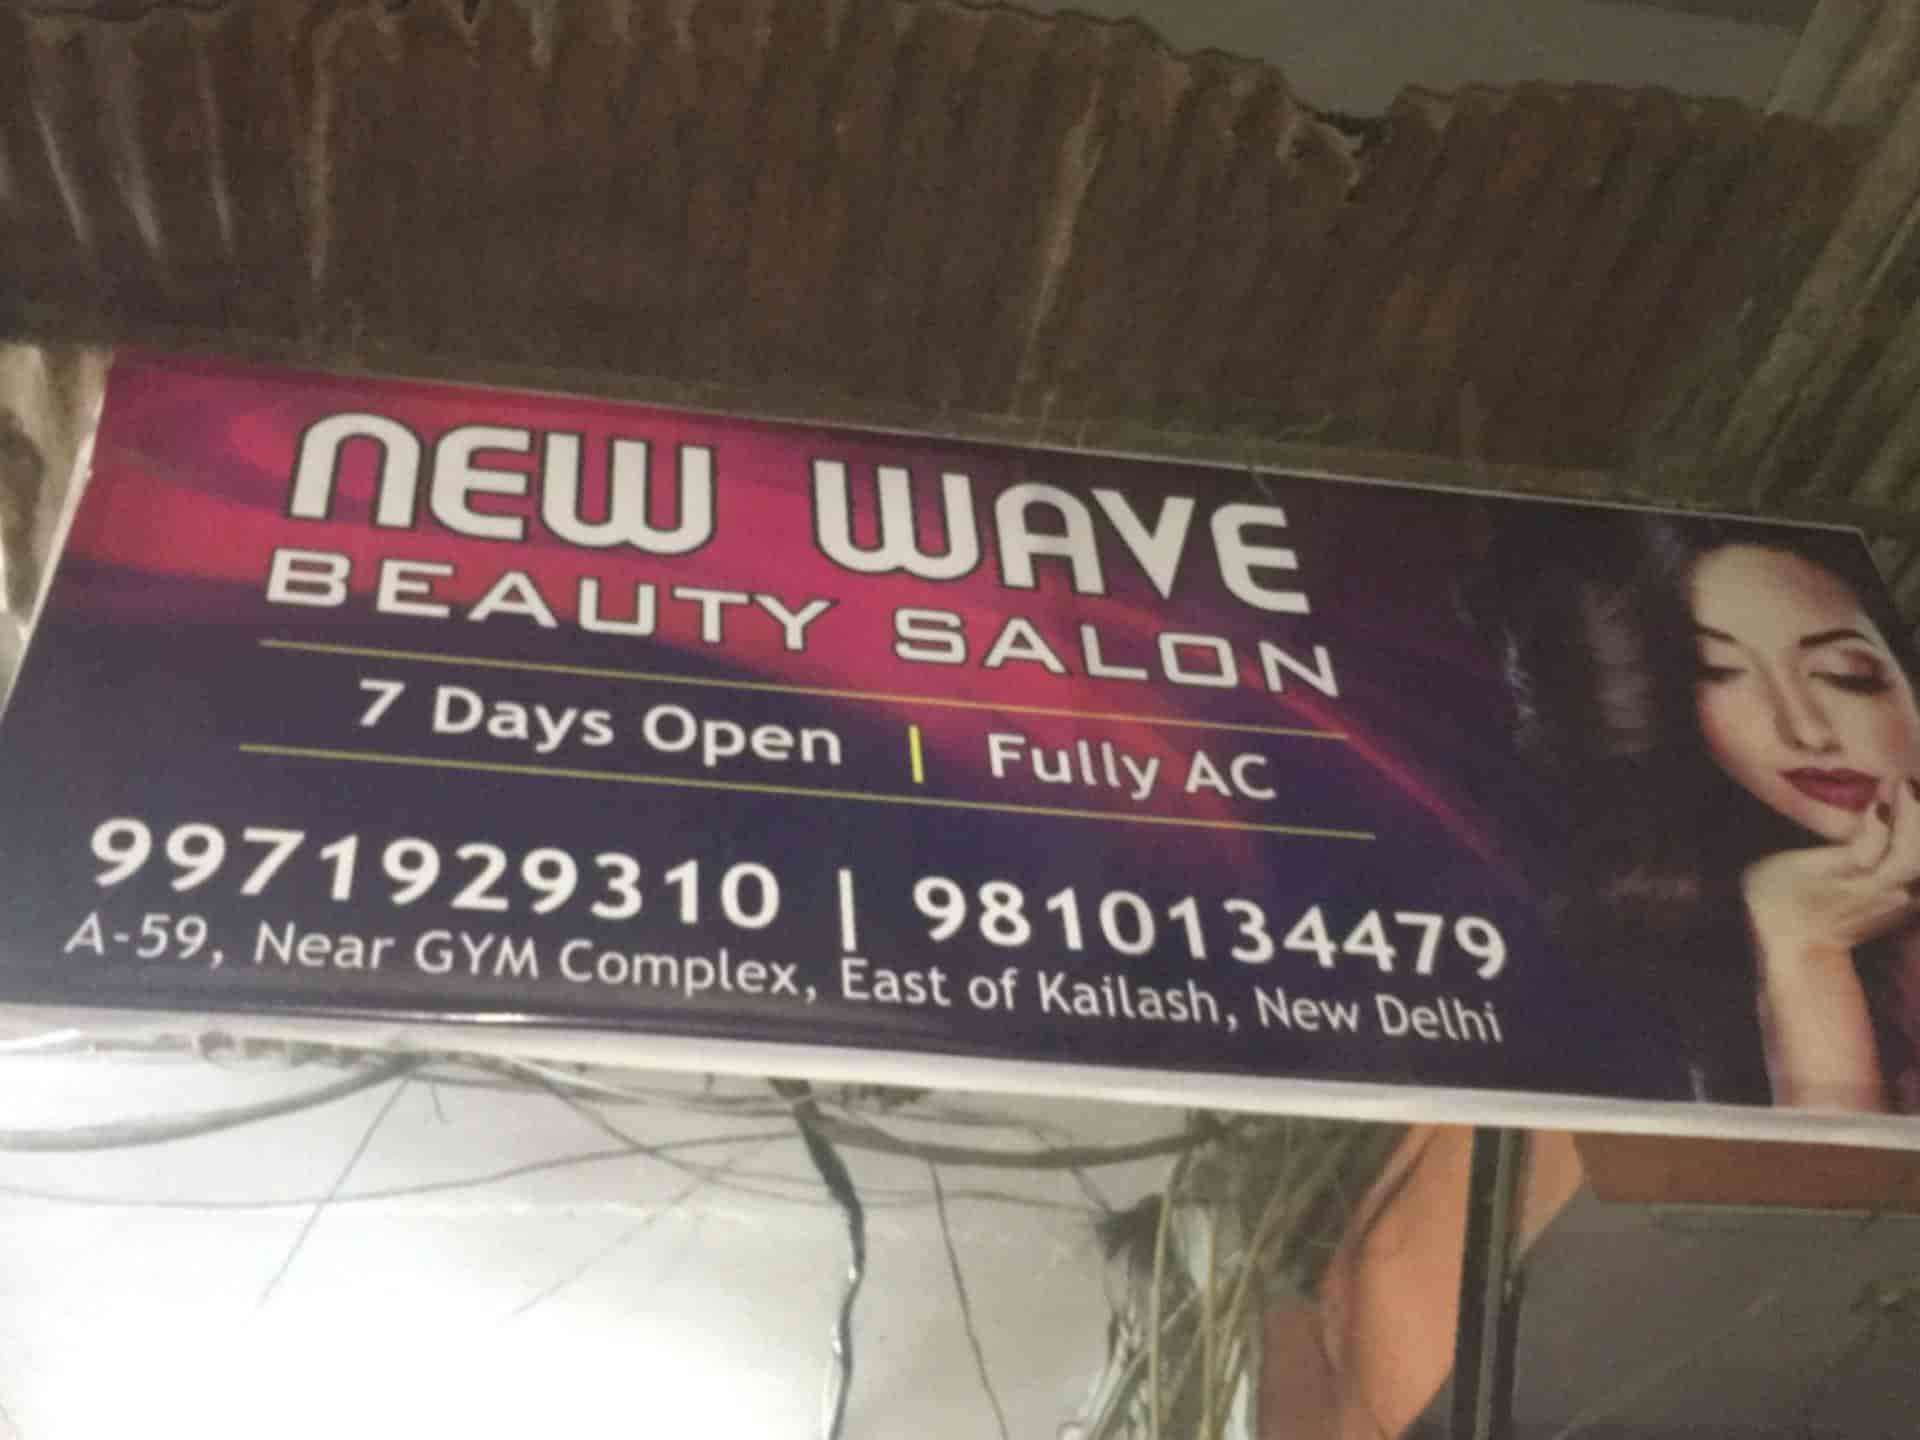 NEW WAVE
BEAUTY SALON
7 Days Open | Fully AC
9971929310 | 9810134479
A-59, Near GYM Complex, East of Kailash, New Delhi